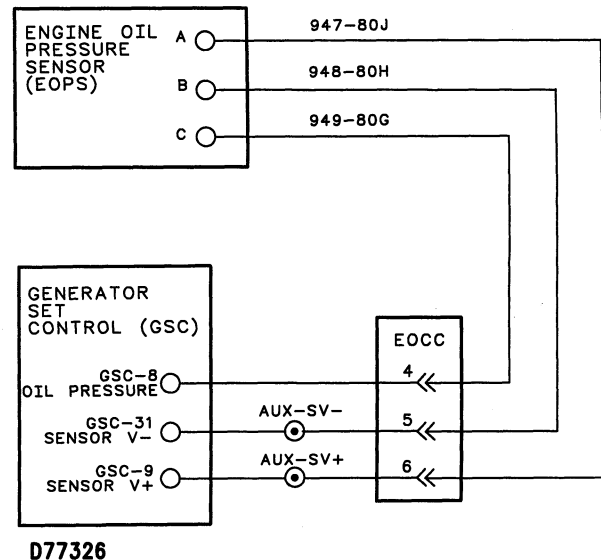 ENGINE OIL
PRESSURE
SENSOR
(EOPS)
A
B
C
947-80J
948-80H
949-80G
GENERATOR
SET
CONTROL (GSC)
GSC-8
OIL PRESSURE
GSC-31
SENSOR V-
GSC-9
SENSOR V+
AUX-SV-
AUX-SV+
EOCC
4
5
6
D77326